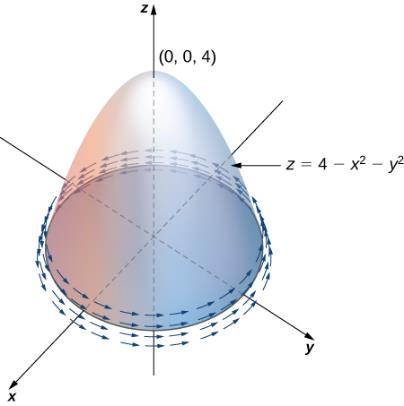 z
(0, 0, 4)
z = 4 − x² − y²
y
x